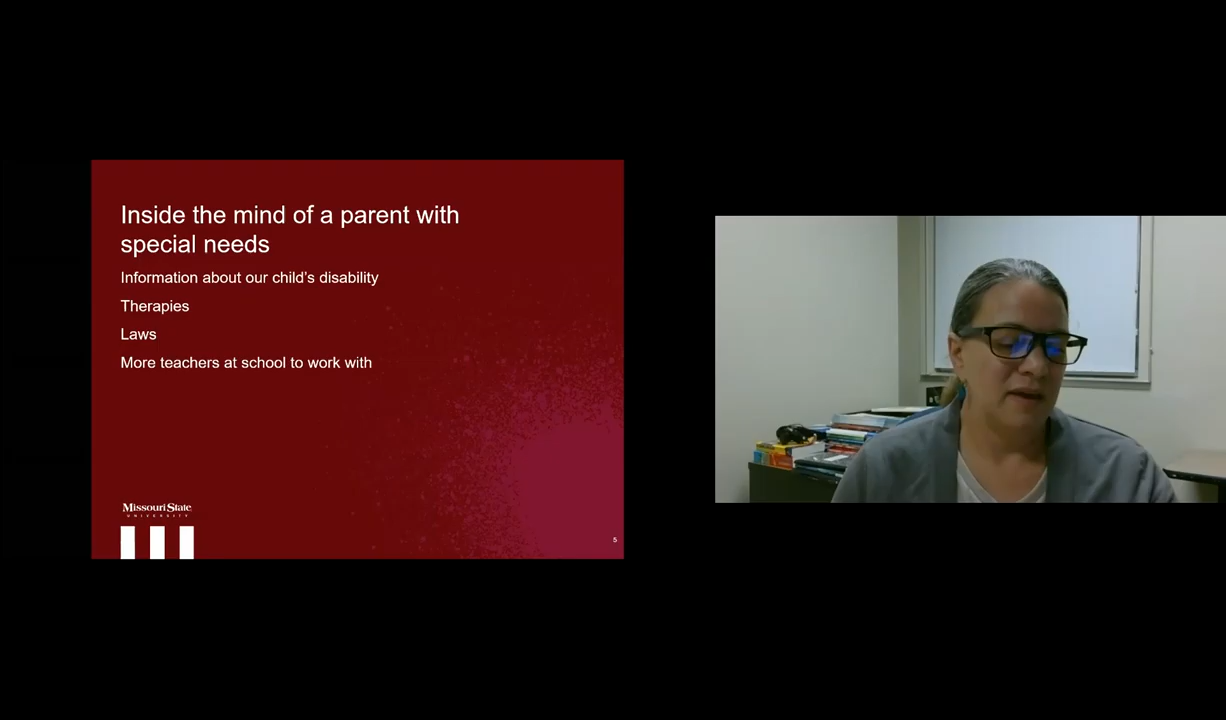 Inside the mind of a parent with
special needs
Information about our child’s disability
Therapies
Laws
More teachers at school to work with
Missouri State
UNIVERSITY
5